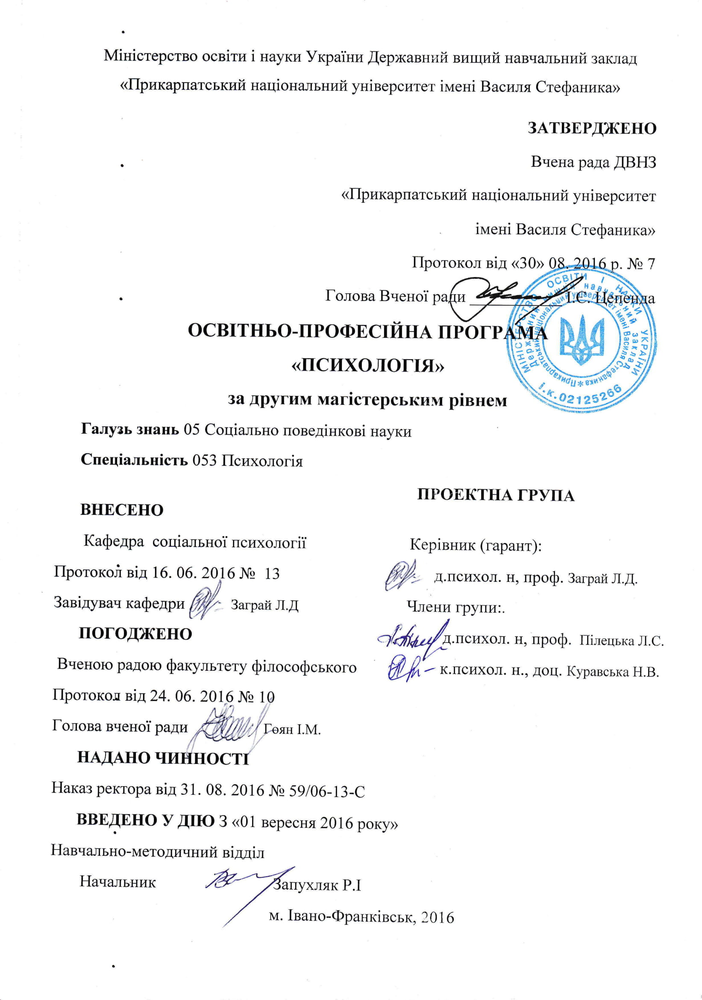 Міністерство освіти і науки України Державний вищий навчальний заклад
«Прикарпатський національний університет імені Василя Стефаника»
ЗАТВЕРДЖЕНО
Вчена рада ДВНЗ
«Прикарпатський національний університет
імені Василя Стефаника»
Протокол від «30» 08. 2016 р. № 7
Голова Вченої ради ___________ І.Є. Цепенда
МІНІСТЕРСТВО ОСВІТИ І НАУКИ УКРАЇНИ
Державний вищий навчальний заклад
Прикарпатський національний університет імені Василя Стефаника*
і.к.02125266
ОСВІТНЬО-ПРОФЕСІЙНА ПРОГРАМА
«ПСИХОЛОГІЯ»
за другим магістерським рівнем
Галузь знань 05 Соціально поведінкові науки
Спеціальність 053 Психологія
ВНЕСЕНО
Кафедра соціальної психології
Протокол від 16. 06. 2016 № 13
Завідувач кафедри Заграй Л.Д
ПОГОДЖЕНО
Вченою радою факультету філософського
Протокол від 24. 06. 2016 № 10
Голова вченої ради Гоян І.М.
НАДАНО ЧИННОСТІ
Наказ ректора від 31. 08. 2016 № 59/06-13-С
ВВЕДЕНО У ДІЮ З «01 вересня 2016 року»
Навчально-методичний відділ
Начальник Запухляк Р.І
ПРОЕКТНА ГРУПА
Керівник (гарант):
д.психол. н, проф. Заграй Л.Д.
Члени групи:.
д.психол. н, проф. Пілецька Л.С.
к.психол. н., доц. Куравська Н.В.
м. Івано-Франківськ, 2016